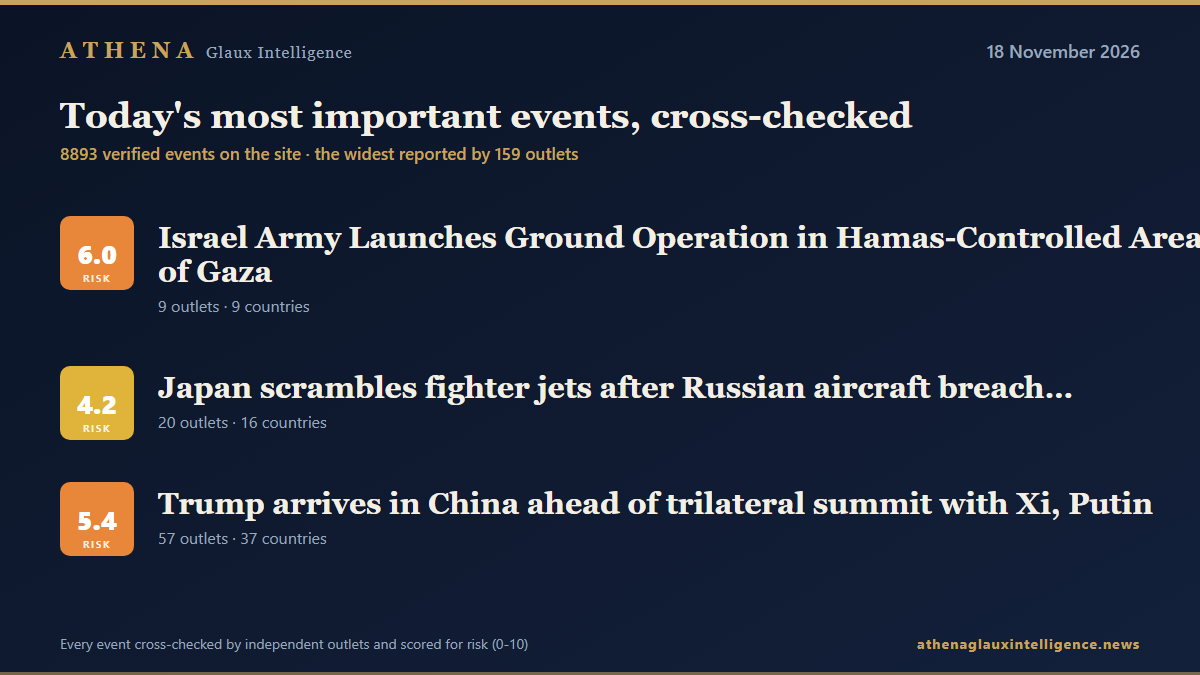 ATHENA Glaux Intelligence
18 November 2026
Today's most important events, cross-checked
8893 verified events on the site · the widest reported by 159 outlets
6.0
RISK
Israel Army Launches Ground Operation in Hamas-Controlled Area
of Gaza
9 outlets · 9 countries
4.2
RISK
Japan scrambles fighter jets after Russian aircraft breach...
20 outlets · 16 countries
5.4
RISK
Trump arrives in China ahead of trilateral summit with Xi, Putin
57 outlets · 37 countries
Every event cross-checked by independent outlets and scored for risk (0-10)
athenaglauxintelligence.news